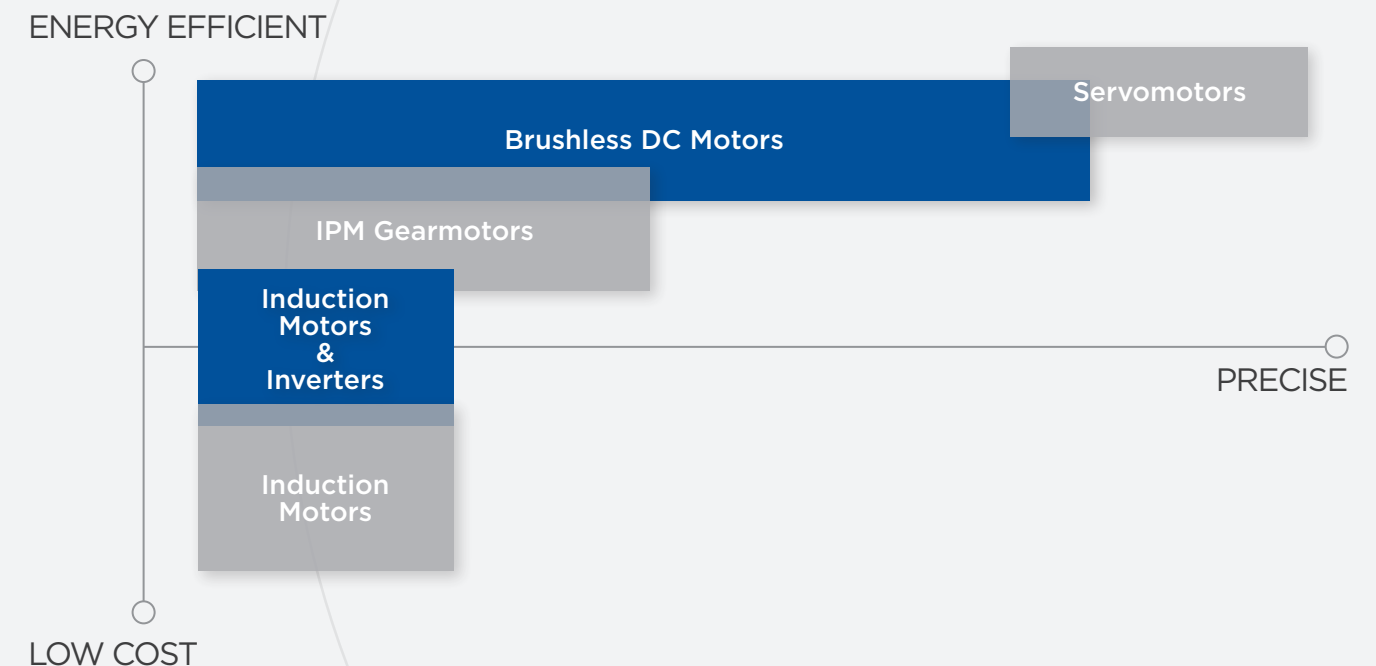 ENERGY EFFICIENT
Servomotors
Brushless DC Motors
IPM Gearmotors
Induction
Motors
&
Inverters
PRECISE
Induction
Motors
LOW COST